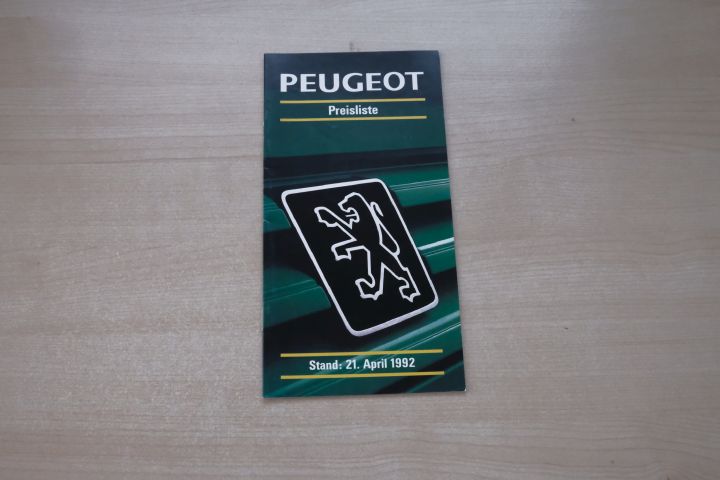 PEUGEOT
Preisliste
Stand: 21. April 1992